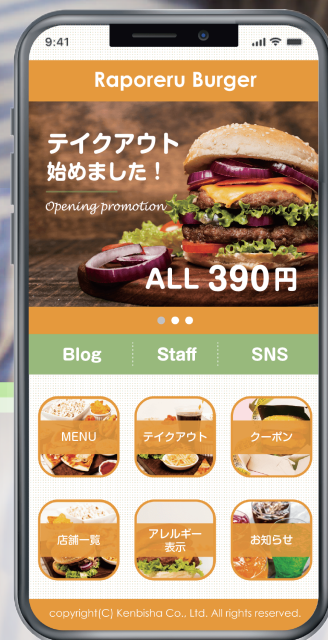 9:41
Raporeru Burger
テイクアウト
始めました！
Opening promotion
ALL 390円
Blog Staff SNS
MENU テイクアウト クーポン
店舗一覧 アレルギー
表示 お知らせ
copyright(C) Kenbisha Co., Ltd. All rights reserved.